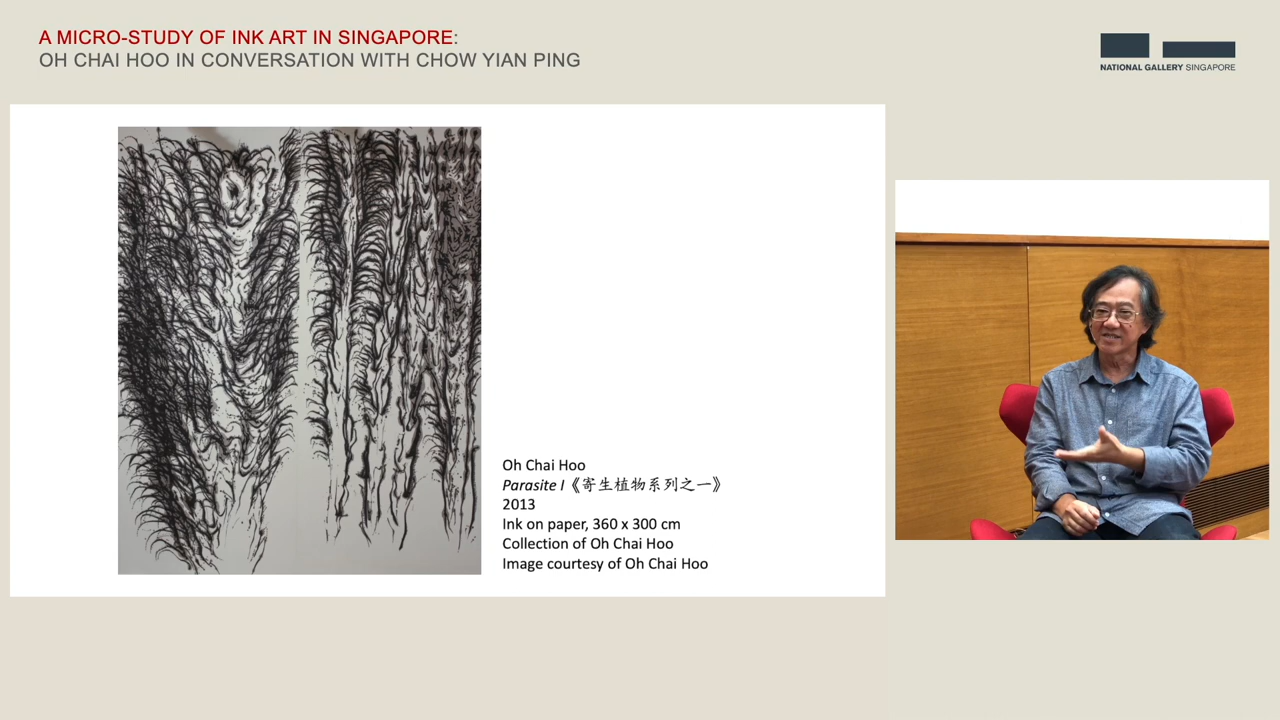 A MICRO-STUDY OF INK ART IN SINGAPORE:
OH CHAI HOO IN CONVERSATION WITH CHOW YIAN PING
NATIONAL GALLERY SINGAPORE
Oh Chai Hoo
Parasite I《寄生植物系列之一》
2013
Ink on paper, 360 x 300 cm
Collection of Oh Chai Hoo
Image courtesy of Oh Chai Hoo